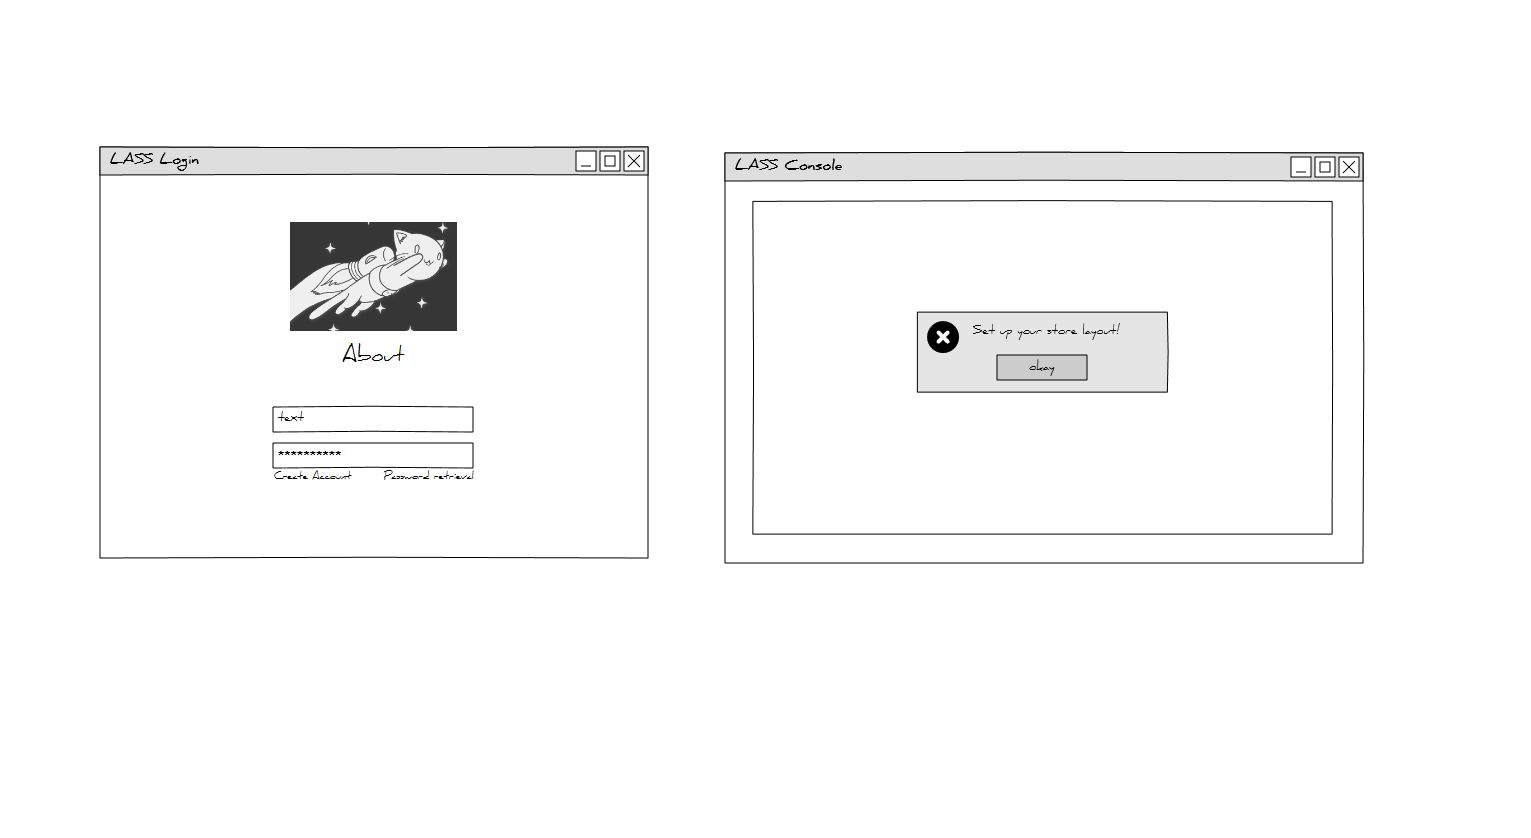 LASS Login
About
text
**********
Create Account
Password retrieval
LASS Console
Set up your store layout!
okay